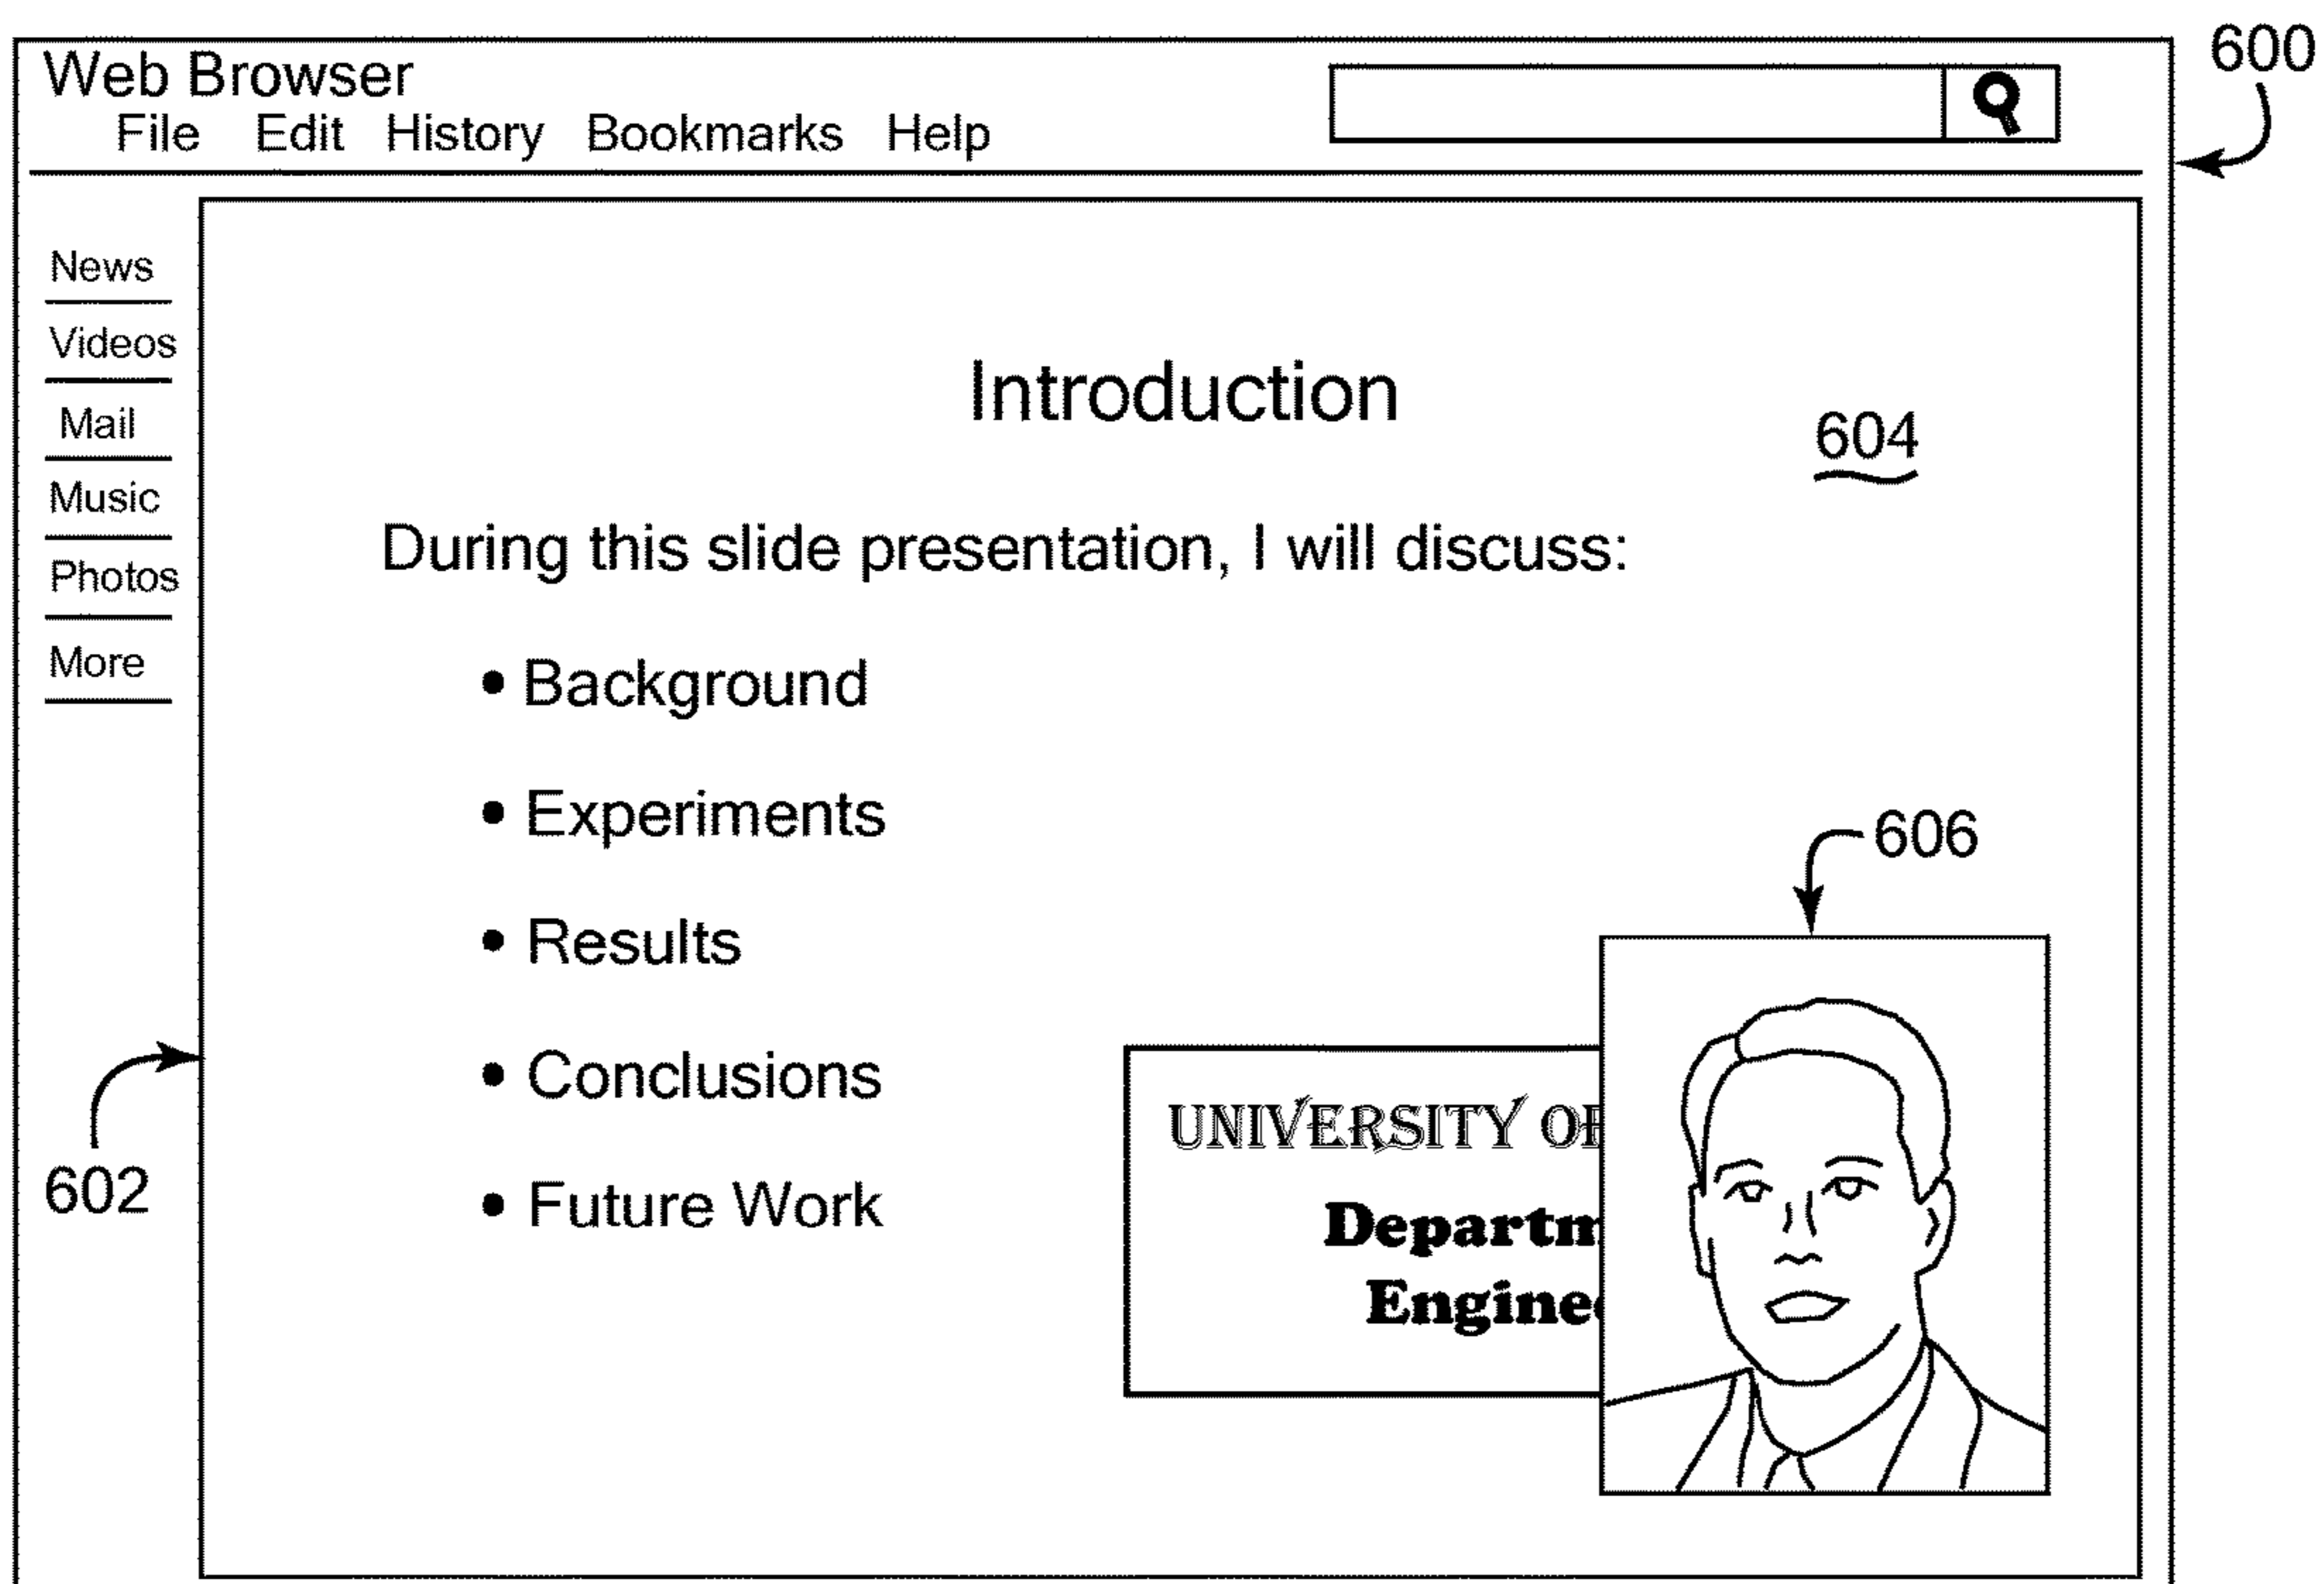 Web Browser
File Edit History Bookmarks Help
600
News
Videos
Mail
Music
Photos
More
Introduction
604
During this slide presentation, I will discuss:
• Background
• Experiments
• Results
• Conclusions
• Future Work
606
602
UNIVERSITY OF
Departm
Engine